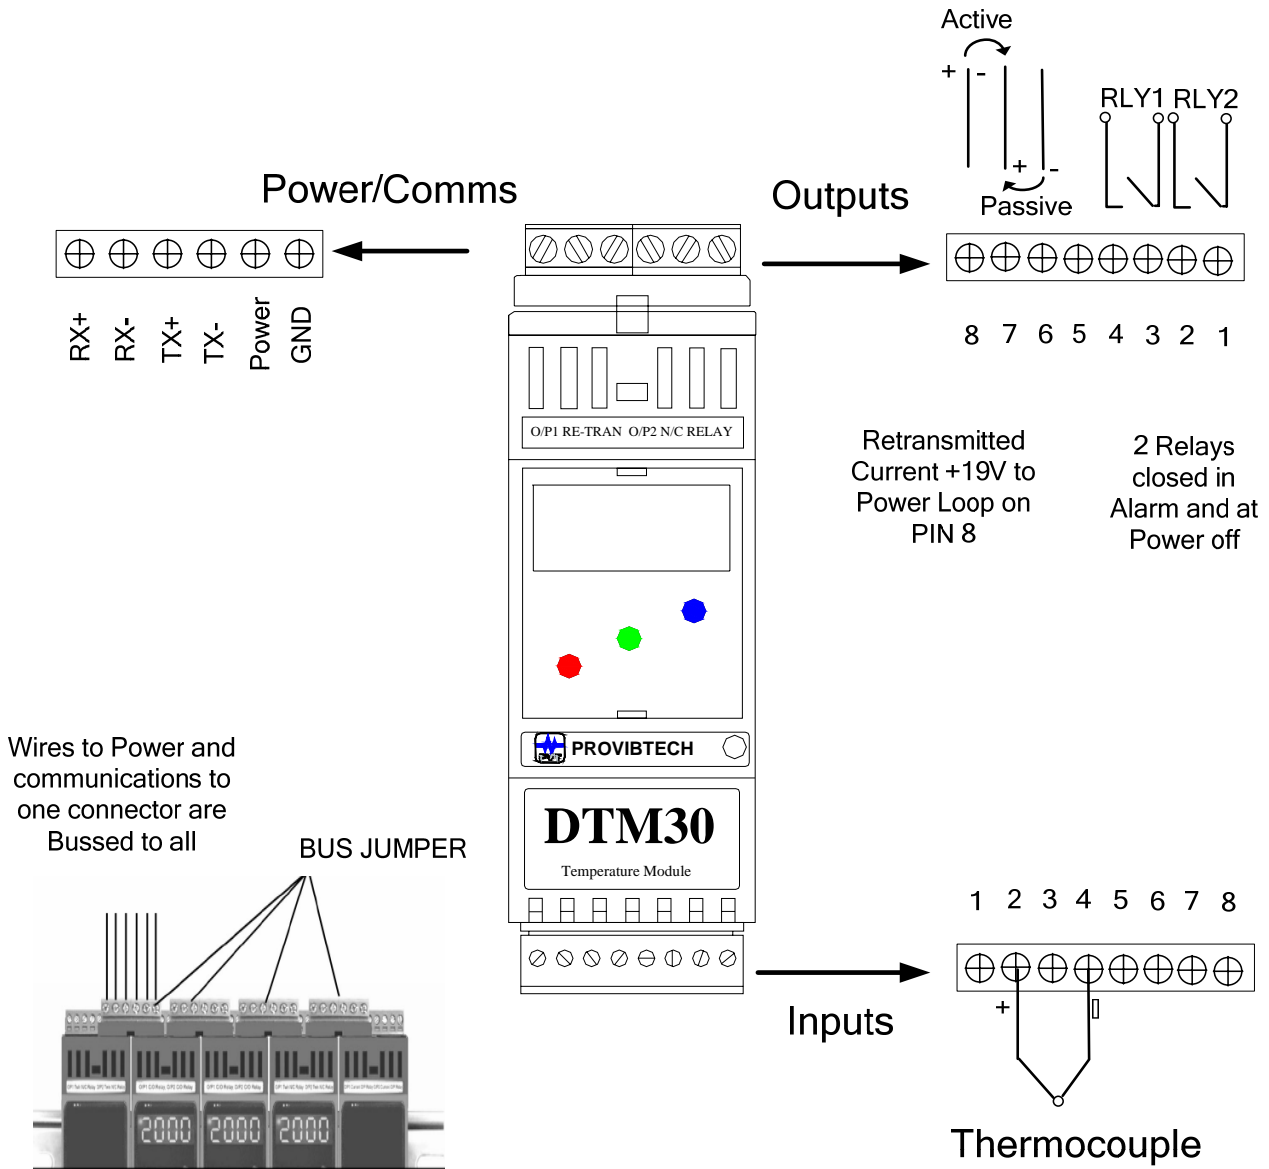 Active
+ -
RLY1 RLY2
+ -
Passive
Power/Comms
Outputs
RX+ RX- TX+ TX- Power GND
8 7 6 5 4 3 2 1
O/P1 RE-TRAN O/P2 N/C RELAY
Retransmitted
Current +19V to
Power Loop on
PIN 8
2 Relays
closed in
Alarm and at
Power off
PROVIBTECH
DTM30
Temperature Module
Wires to Power and
communications to
one connector are
Bussed to all
BUS JUMPER
2000 2000 2000
1 2 3 4 5 6 7 8
+
Inputs
Thermocouple